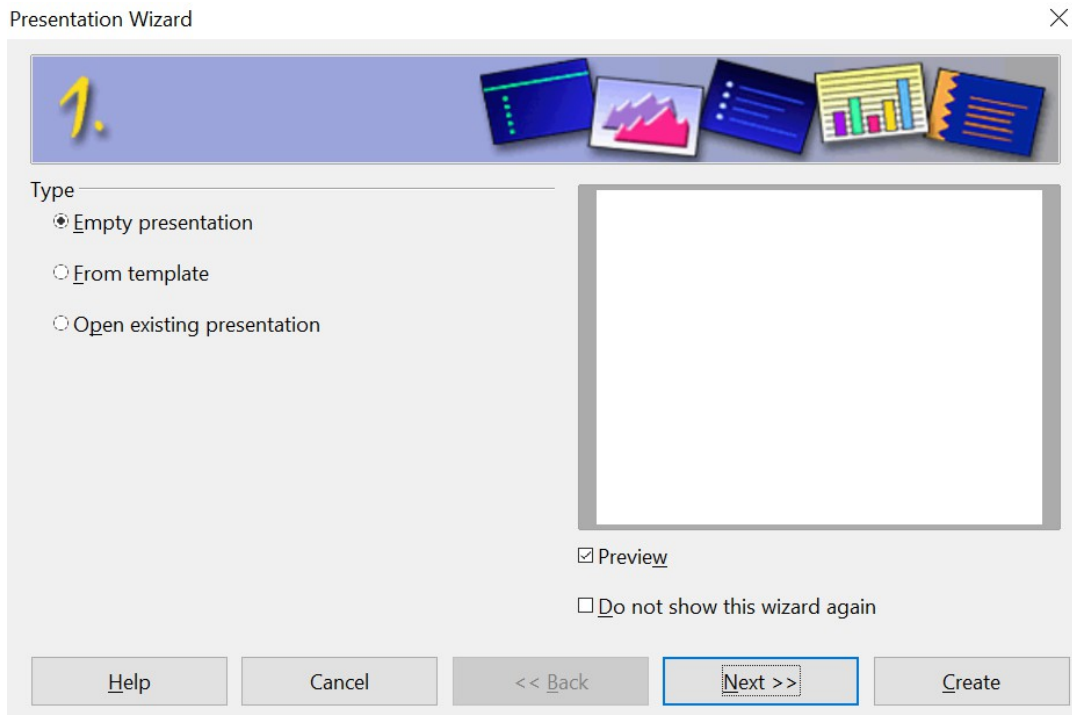 Presentation Wizard
1.
Type
Empty presentation
From template
Open existing presentation
Preview
Do not show this wizard again
Help
Cancel
<< Back
Next >>
Create